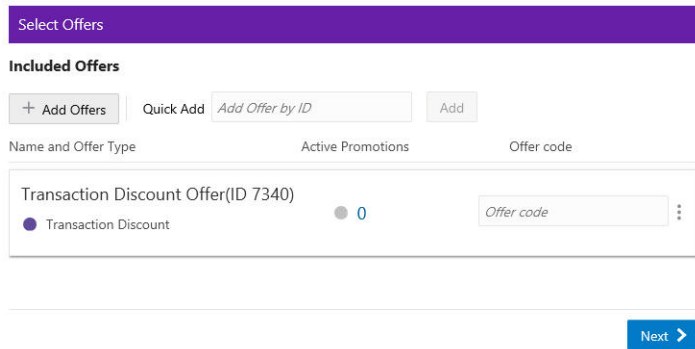 Select Offers
Included Offers
+ Add Offers Quick Add Add Offer by ID Add
Name and Offer Type Active Promotions Offer code
Transaction Discount Offer(ID 7340)
0 Offer code
Transaction Discount
Next